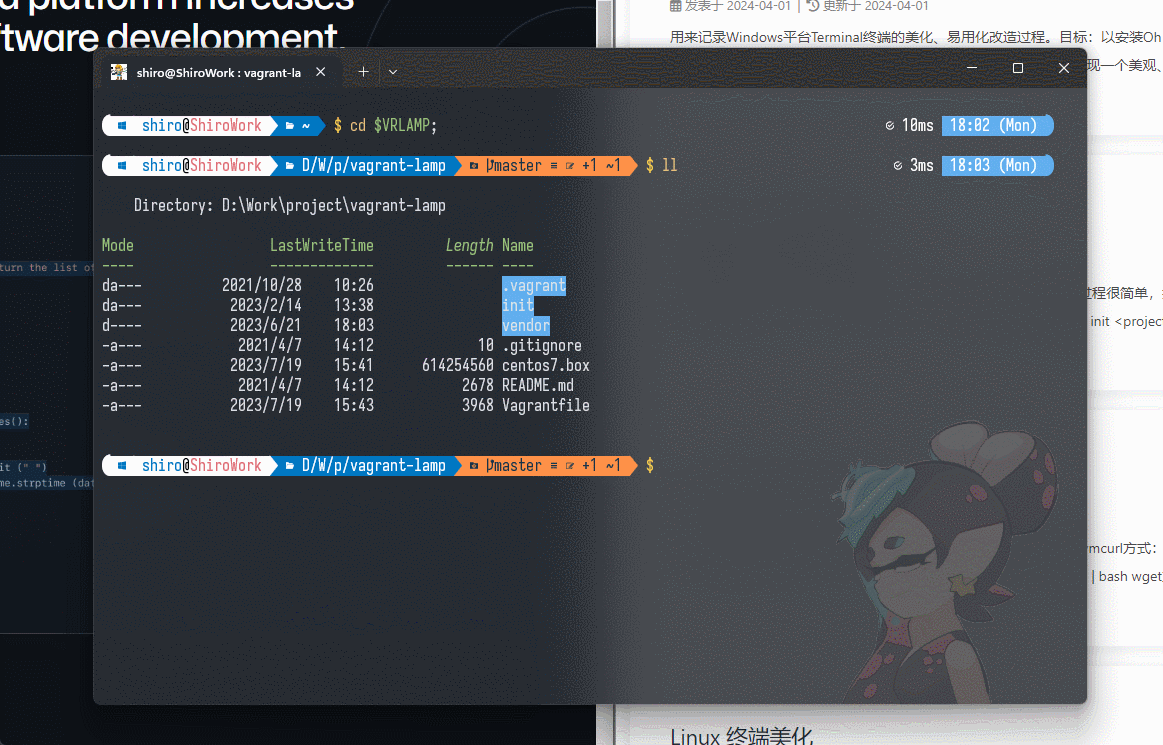 d platform increases
ftware development.
发表于 2024-04-01 | 更新于 2024-04-01
用来记录Windows平台Terminal终端的美化、易用化改造过程。目标：以安装Oh
现一个美观、
shiro@ShiroWork : vagrant-la
shiro@ShiroWork ~ $ cd $VRLAMP; 10ms 18:02 (Mon)
shiro@ShiroWork D/W/p/vagrant-lamp master ≡ +1 ~1 $ ll 3ms 18:03 (Mon)
Directory: D:\Work\project\vagrant-lamp
Mode LastWriteTime Length Name
---- ------------- ------ ----
da--- 2021/10/28 10:26 .vagrant
da--- 2023/2/14 13:38 init
d---- 2023/6/21 18:03 vendor
-a--- 2021/4/7 14:12 10 .gitignore
-a--- 2023/7/19 15:41 614254560 centos7.box
-a--- 2021/4/7 14:12 2678 README.md
-a--- 2023/7/19 15:43 3968 Vagrantfile
shiro@ShiroWork D/W/p/vagrant-lamp master ≡ +1 ~1 $
turn the list of
es():
it (" ")
me.strptime (dat
过程很简单，
init <project
mcurl方式：
| bash wget
Linux 终端美化